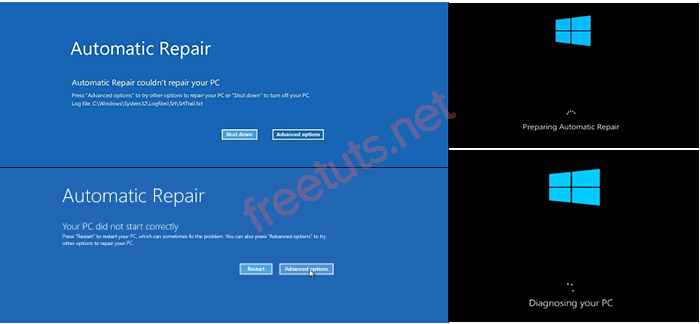 Automatic Repair
Automatic Repair couldn't repair your PC
Press "Advanced options" to try other options to repair your PC or "Shut down" to turn off your PC.
Log file: C:\Windows\System32\Logfiles\Srt\SrtTrail.txt
Shut down
Advanced options
Preparing Automatic Repair
Automatic Repair
Your PC did not start correctly
Press "Restart" to restart your PC, which can sometimes fix the problem. You can also press "Advanced options" to try
other options to repair your PC.
Restart
Advanced options
Diagnosing your PC
freetuts.net